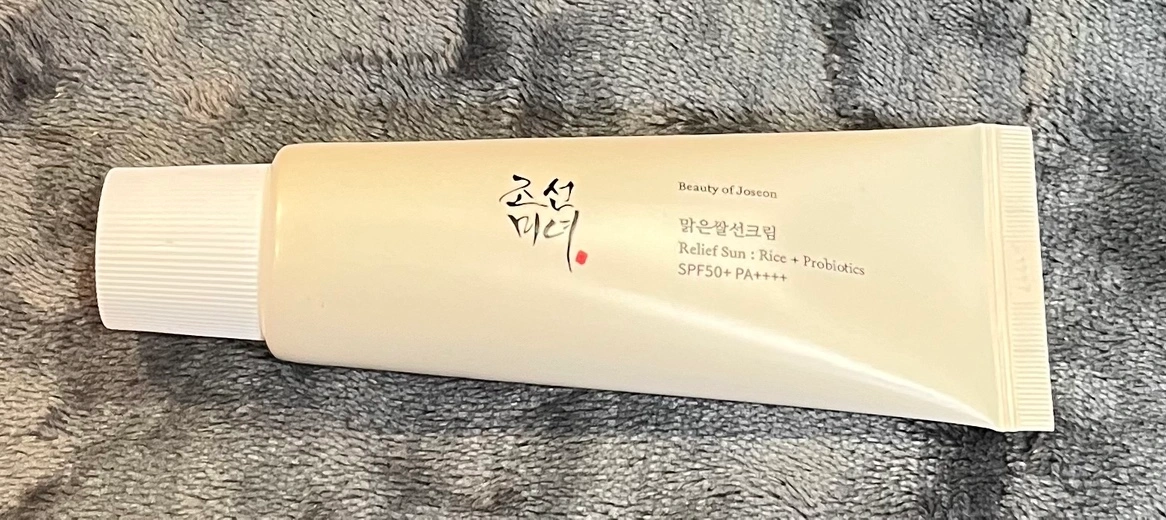 조선
미녀
Beauty of Joseon
맑은쌀선크림
Relief Sun : Rice + Probiotics
SPF50+ PA++++